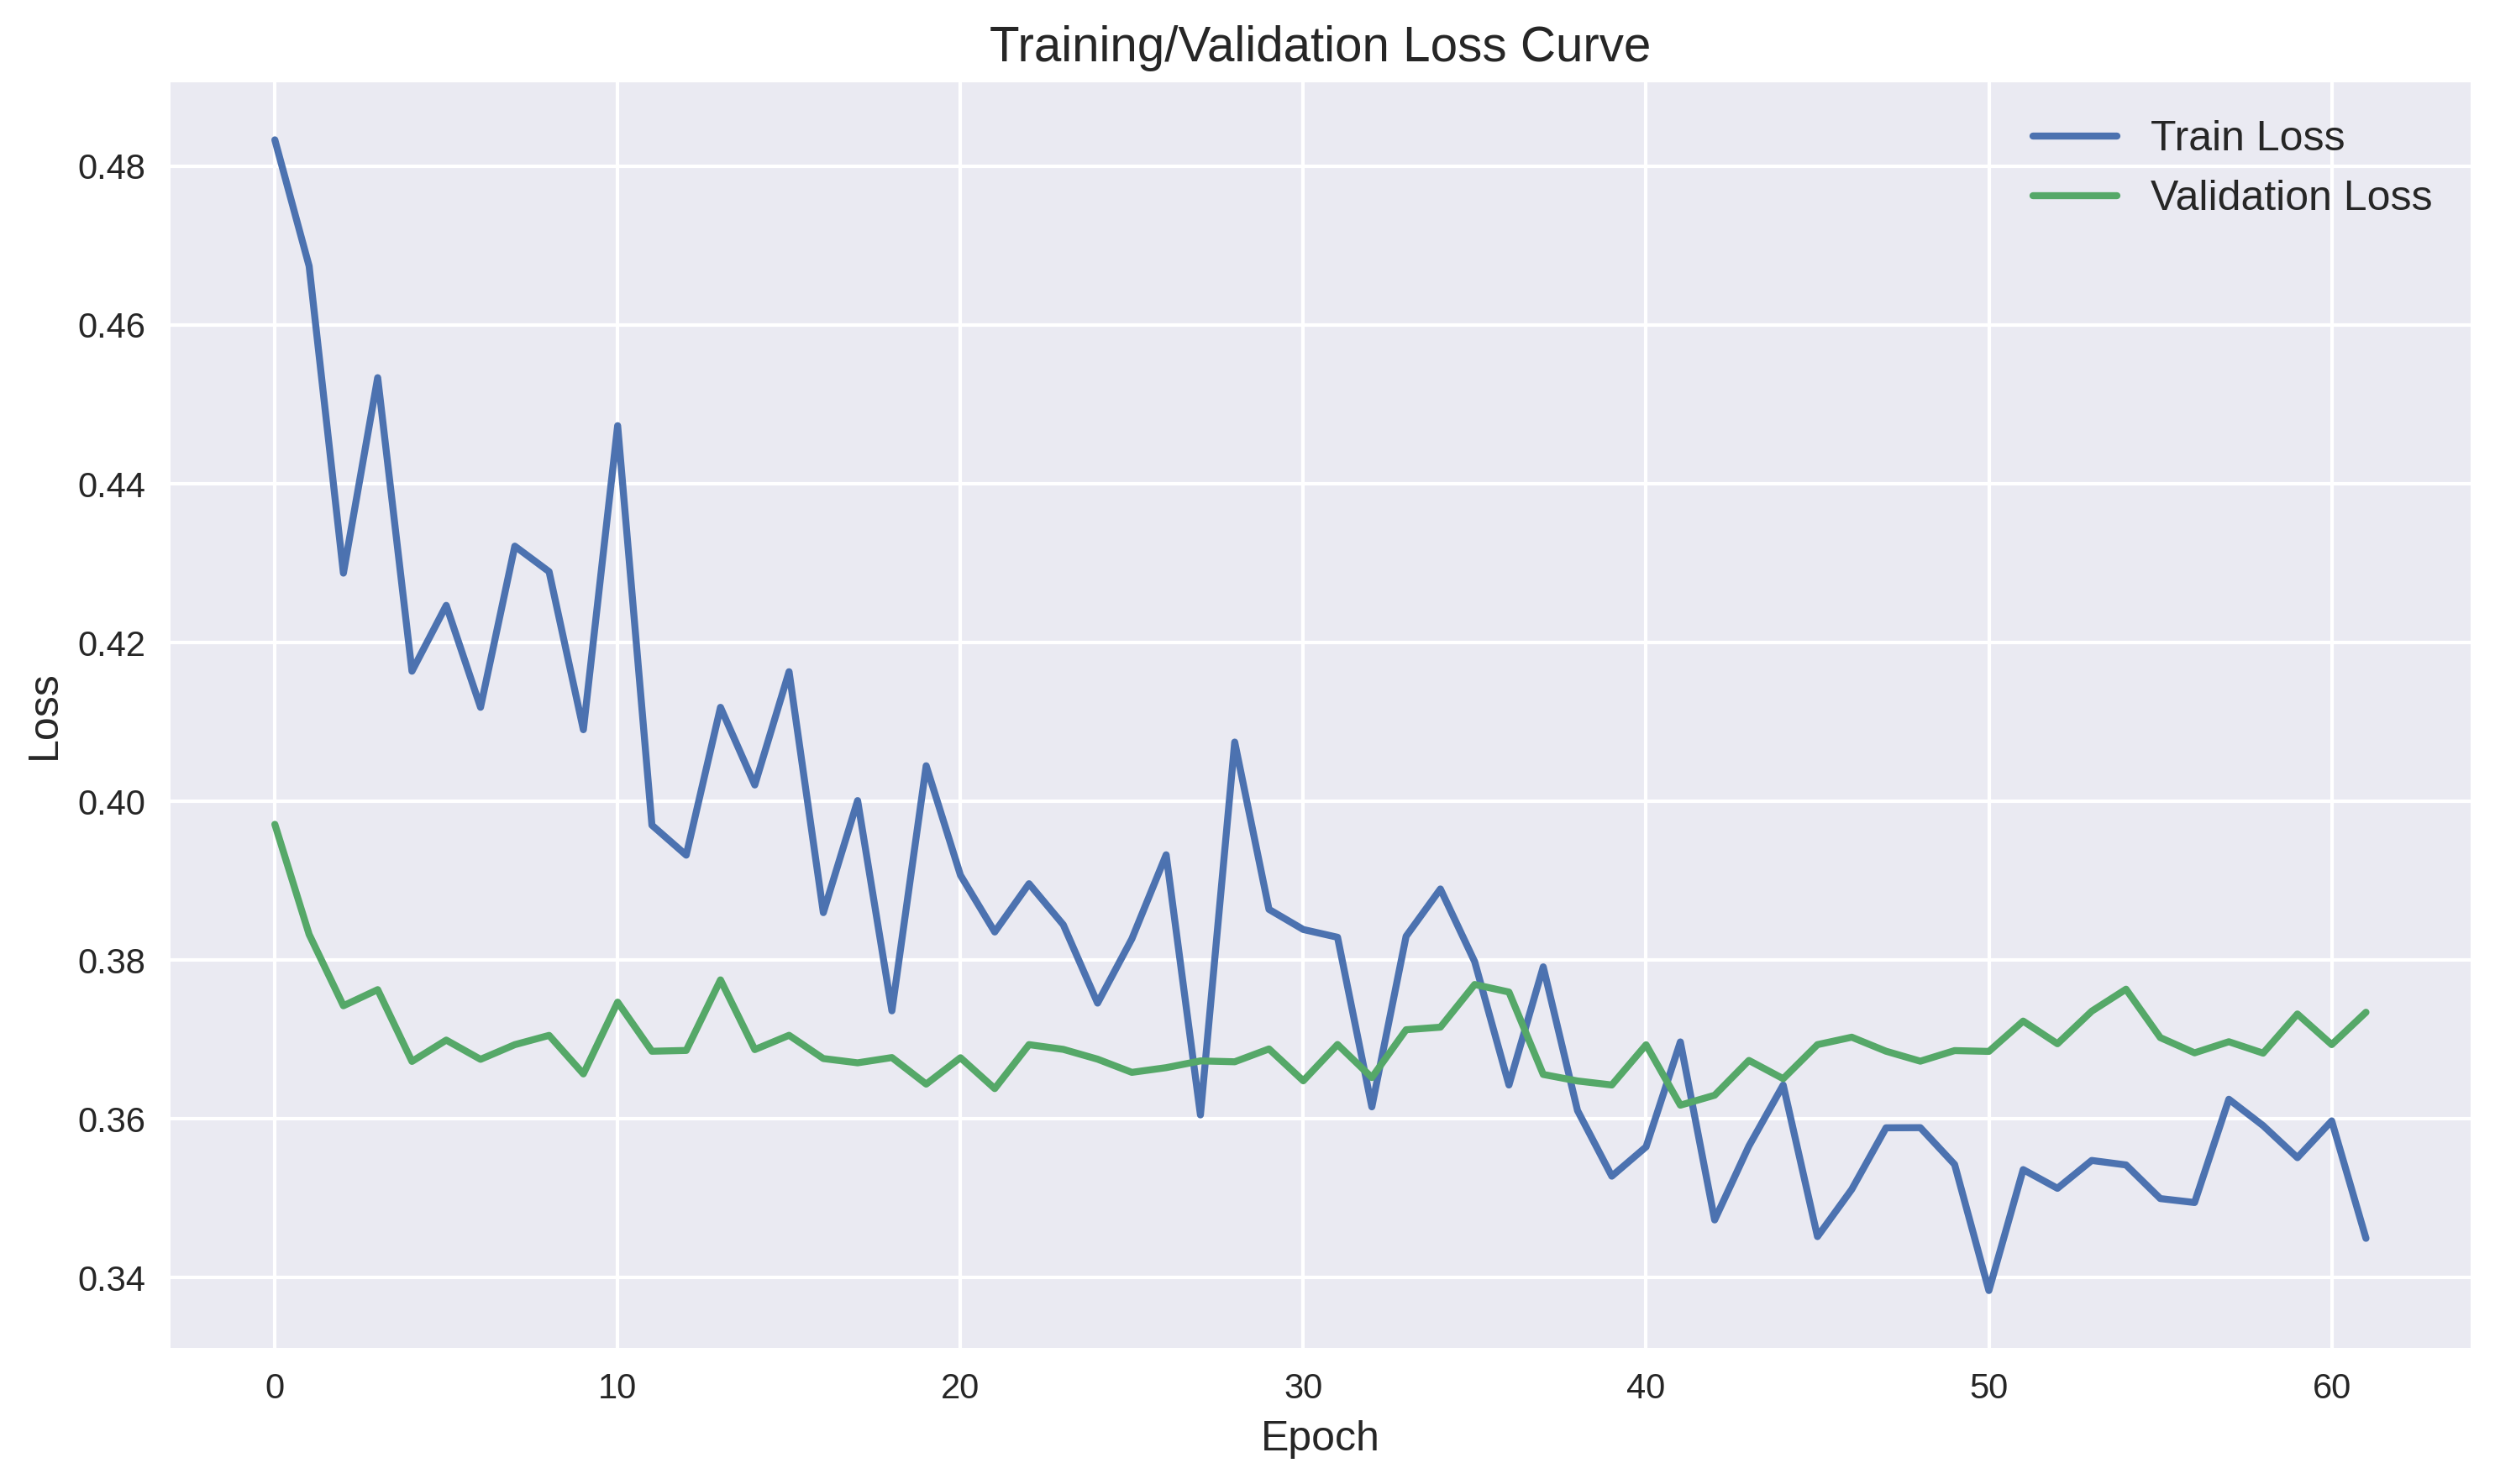 Training/Validation Loss Curve
Train Loss
Validation Loss
0.48
0.46
0.44
0.42
0.40
0.38
0.36
0.34
Loss
0 10 20 30 40 50 60
Epoch